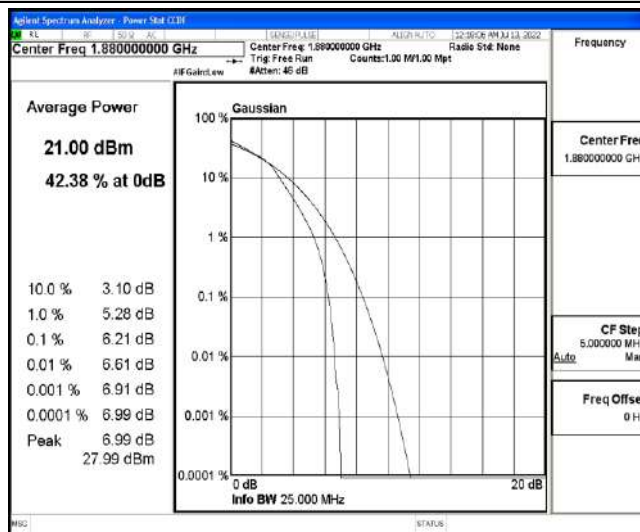 Agilent Spectrum Analyzer - Power Stat CCDF
RL RF 50 Ω AC SENSE:PULSE ALIGN AUTO 12:59:06 AM Jul 13, 2022
Center Freq 1.880000000 GHz
Center Freq: 1.880000000 GHz Radio Std: None
Trig: Free Run Counts:1.00 M/1.00 Mpt
#IFGain:Low #Atten: 46 dB
Frequency
Average Power
21.00 dBm
42.38 % at 0dB
10.0 % 3.10 dB
1.0 % 5.28 dB
0.1 % 6.21 dB
0.01 % 6.61 dB
0.001 % 6.91 dB
0.0001 % 6.99 dB
Peak 6.99 dB
27.99 dBm
Gaussian
100 %
10 %
1 %
0.1 %
0.01 %
0.001 %
0.0001 %
0 dB 20 dB
Info BW 25.000 MHz
Center Fre
1.880000000 GH
CF Step
5.000000 MH
Auto Ma
Freq Offse
0 H
MSG STATUS